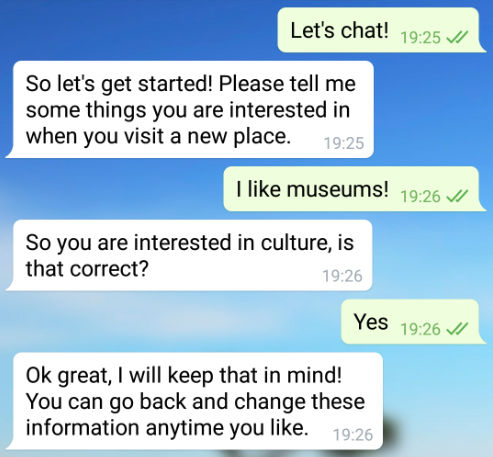 Let's chat! 19:25
So let's get started! Please tell me
some things you are interested in
when you visit a new place. 19:25
I like museums! 19:26
So you are interested in culture, is
that correct? 19:26
Yes 19:26
Ok great, I will keep that in mind!
You can go back and change these
information anytime you like. 19:26